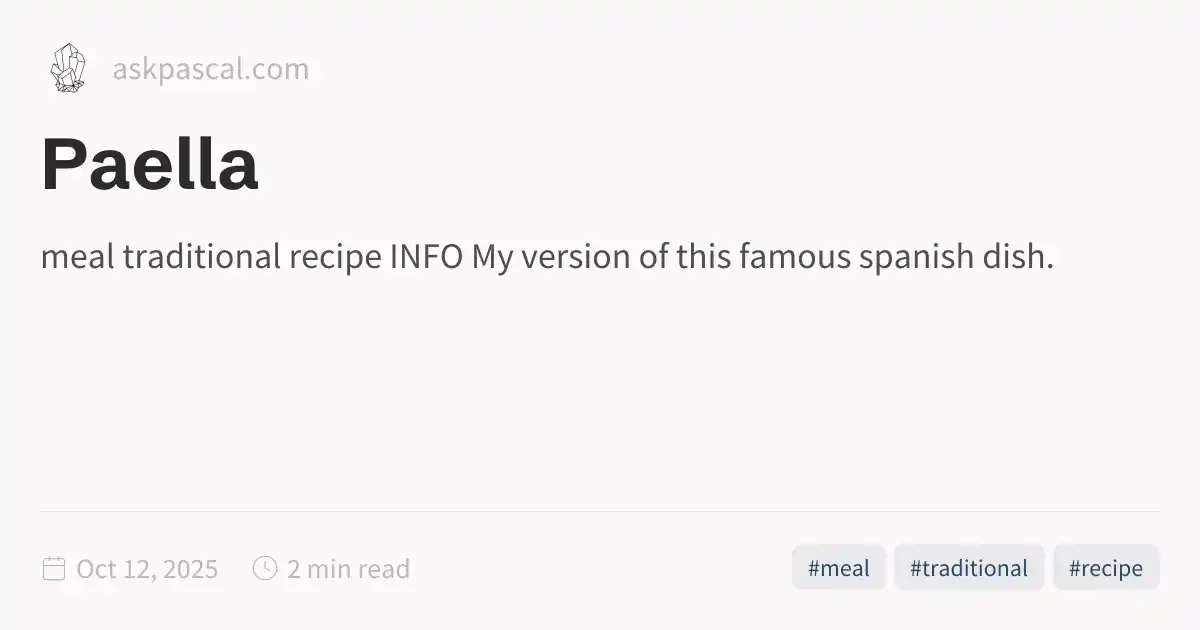 askpascal.com
Paella
meal traditional recipe INFO My version of this famous spanish dish.
Oct 12, 2025
2 min read
#meal
#traditional
#recipe